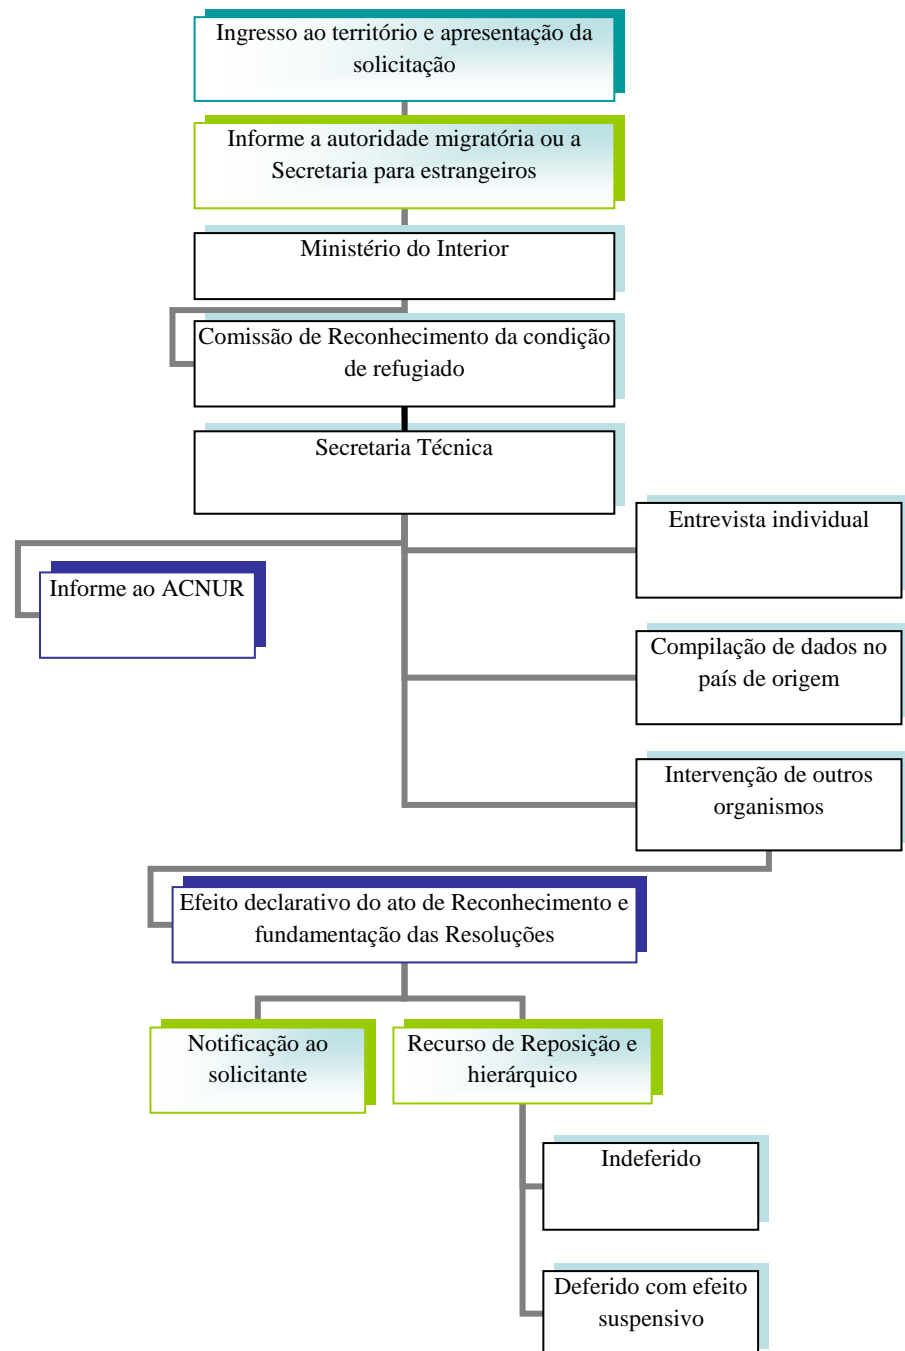 Ingresso ao território e apresentação da
solicitação
Informe a autoridade migratória ou a
Secretaria para estrangeiros
Ministério do Interior
Comissão de Reconhecimento da condição
de refugiado
Secretaria Técnica
Entrevista individual
Informe ao ACNUR
Compilação de dados no
país de origem
Intervenção de outros
organismos
Efeito declarativo do ato de Reconhecimento e
fundamentação das Resoluções
Notificação ao
solicitante
Recurso de Reposição e
hierárquico
Indeferido
Deferido com efeito
suspensivo